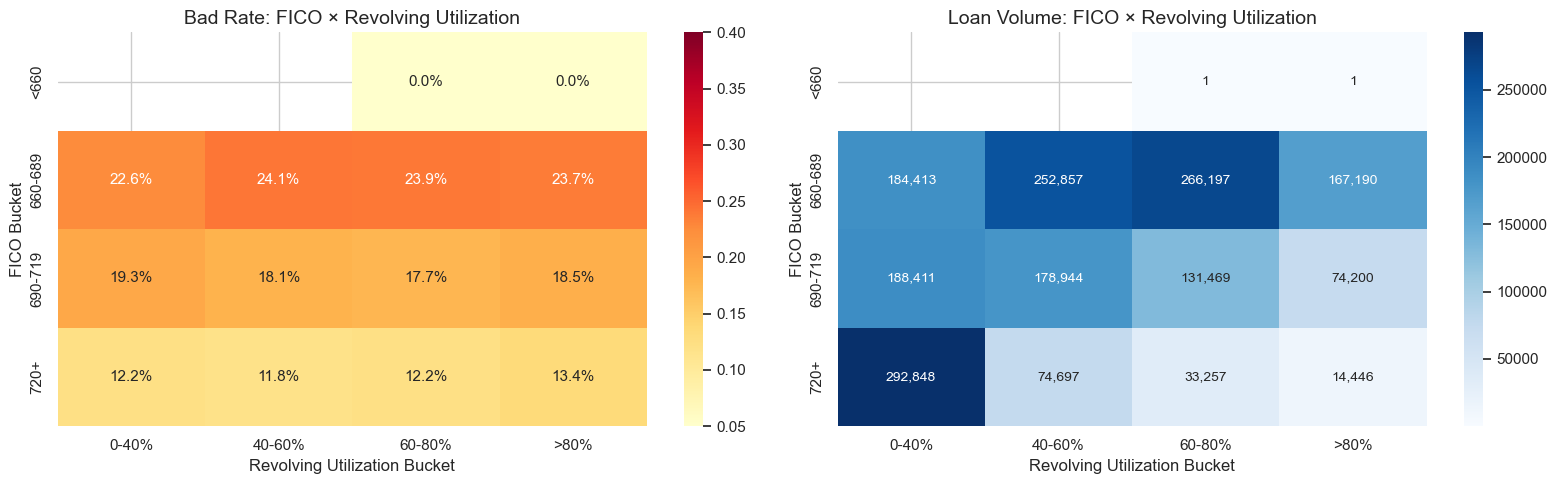 Bad Rate: FICO × Revolving Utilization
FICO Bucket
<660
660-689
690-719
720+
0.0% 0.0%
22.6% 24.1% 23.9% 23.7%
19.3% 18.1% 17.7% 18.5%
12.2% 11.8% 12.2% 13.4%
0-40% 40-60% 60-80% >80%
Revolving Utilization Bucket
0.40
0.35
0.30
0.25
0.20
0.15
0.10
0.05
Loan Volume: FICO × Revolving Utilization
FICO Bucket
<660
660-689
690-719
720+
1 1
184,413 252,857 266,197 167,190
188,411 178,944 131,469 74,200
292,848 74,697 33,257 14,446
0-40% 40-60% 60-80% >80%
Revolving Utilization Bucket
250000
200000
150000
100000
50000